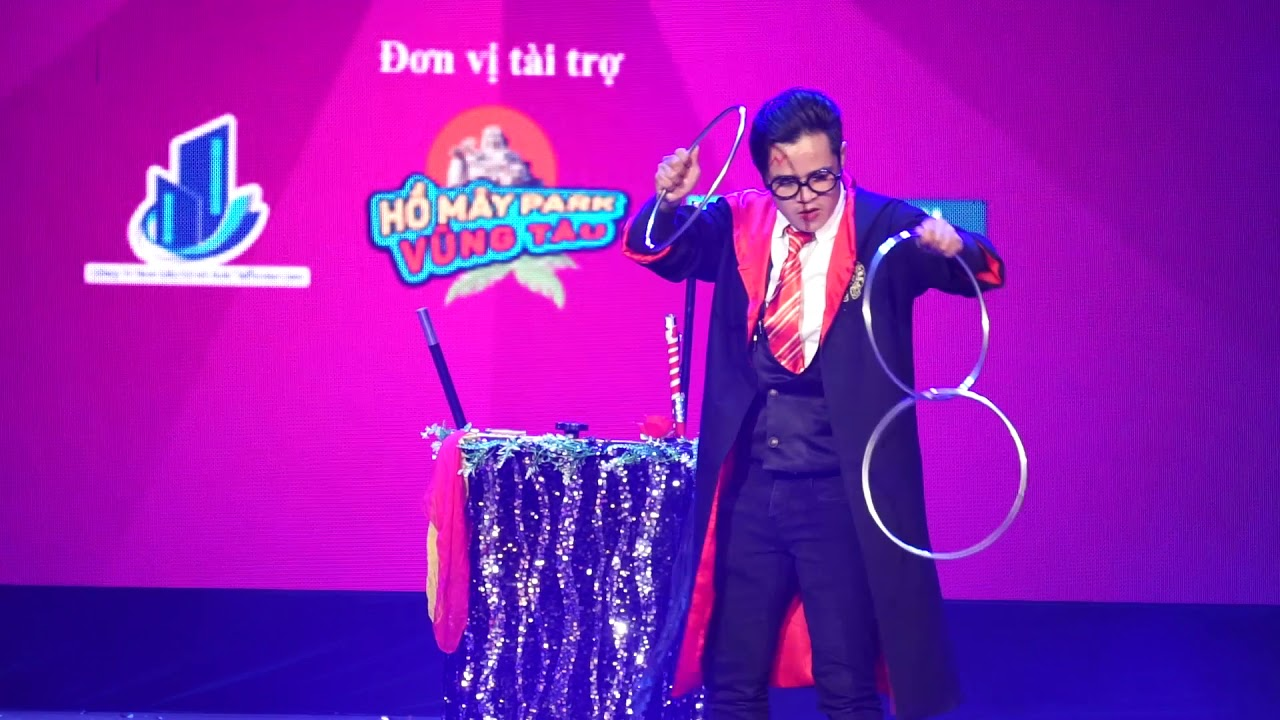 Đơn vị tài trợ
HỒ MÂY PARK
VŨNG TÀU